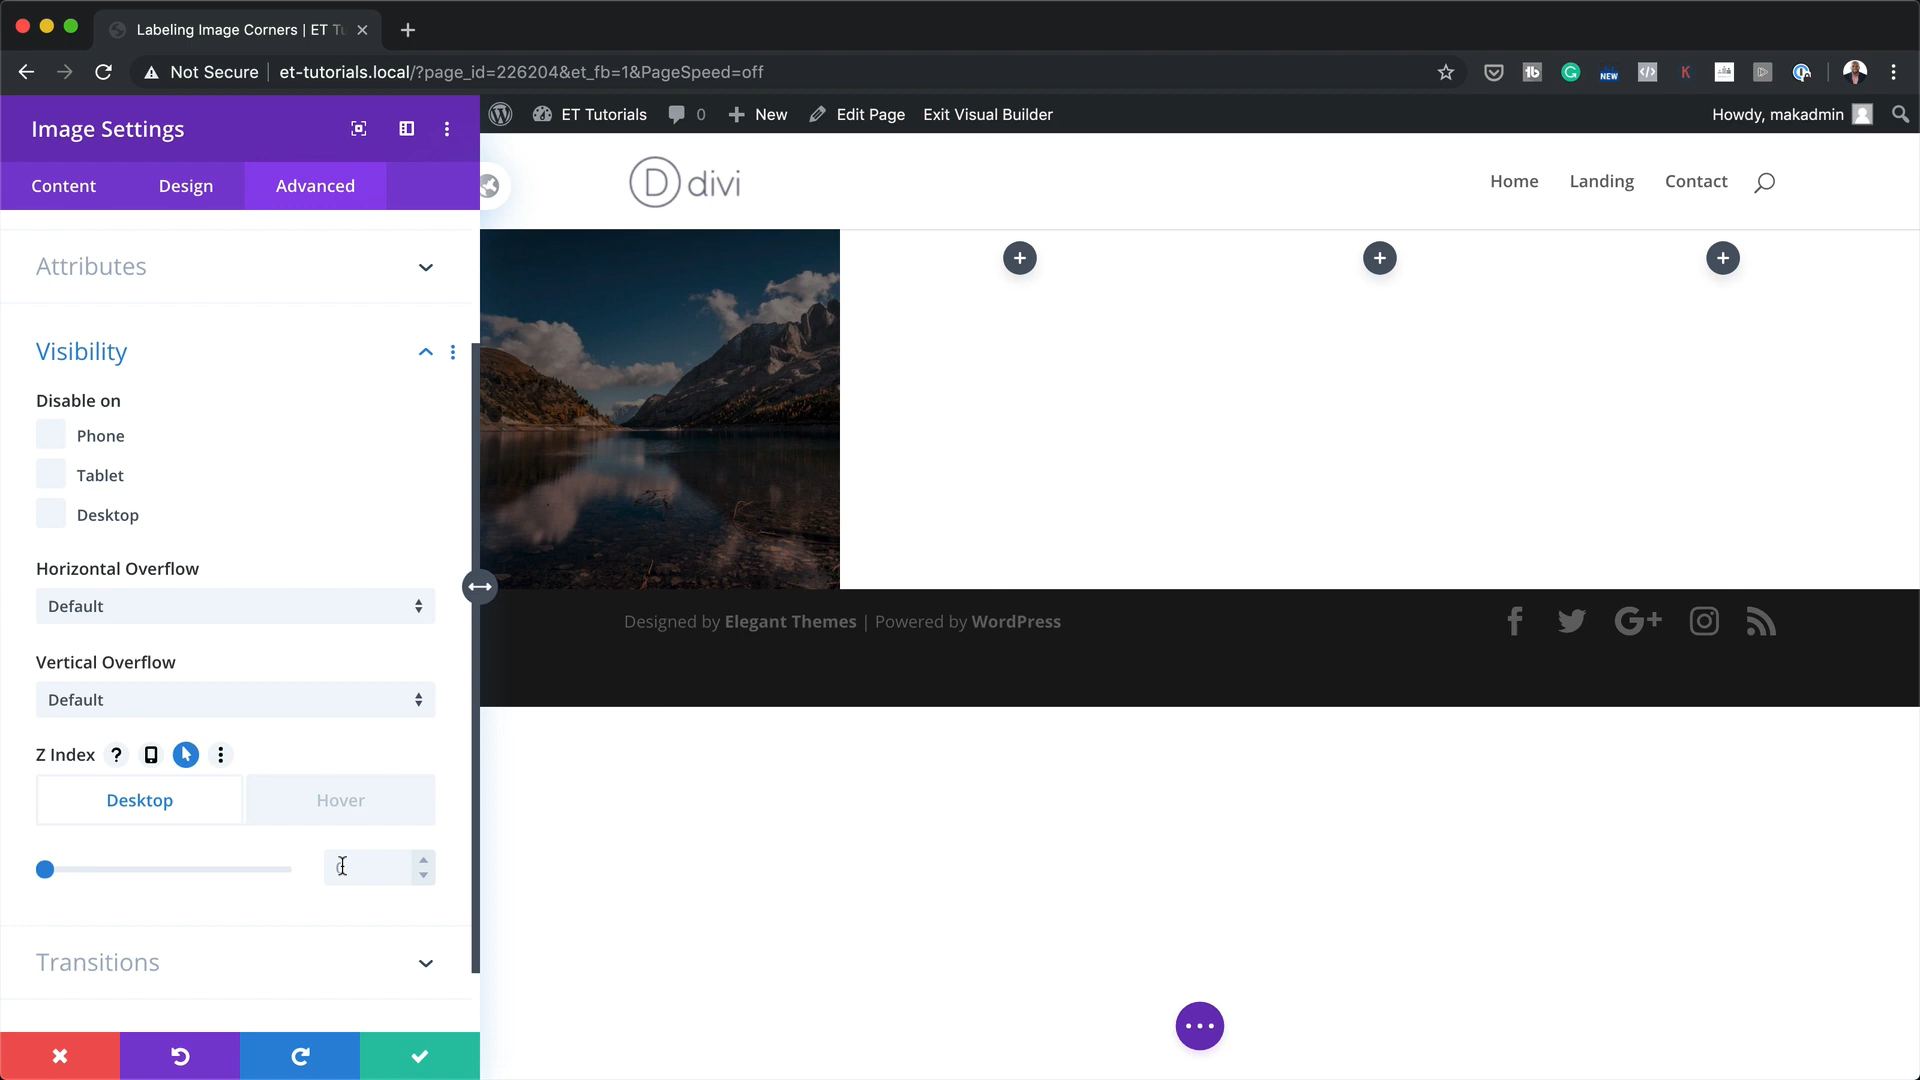 Labeling Image Corners | ET Tu
Not Secure
et-tutorials.local/?page_id=226204&et_fb=1&PageSpeed=off
NEW
Image Settings
Content
Design
Advanced
ET Tutorials
0
New
Edit Page
Exit Visual Builder
Howdy, makadmin
D divi
Home
Landing
Contact
Attributes
Visibility
Disable on
Phone
Tablet
Desktop
Horizontal Overflow
Default
Vertical Overflow
Default
Z Index
Desktop
Hover
Transitions
Designed by Elegant Themes | Powered by WordPress